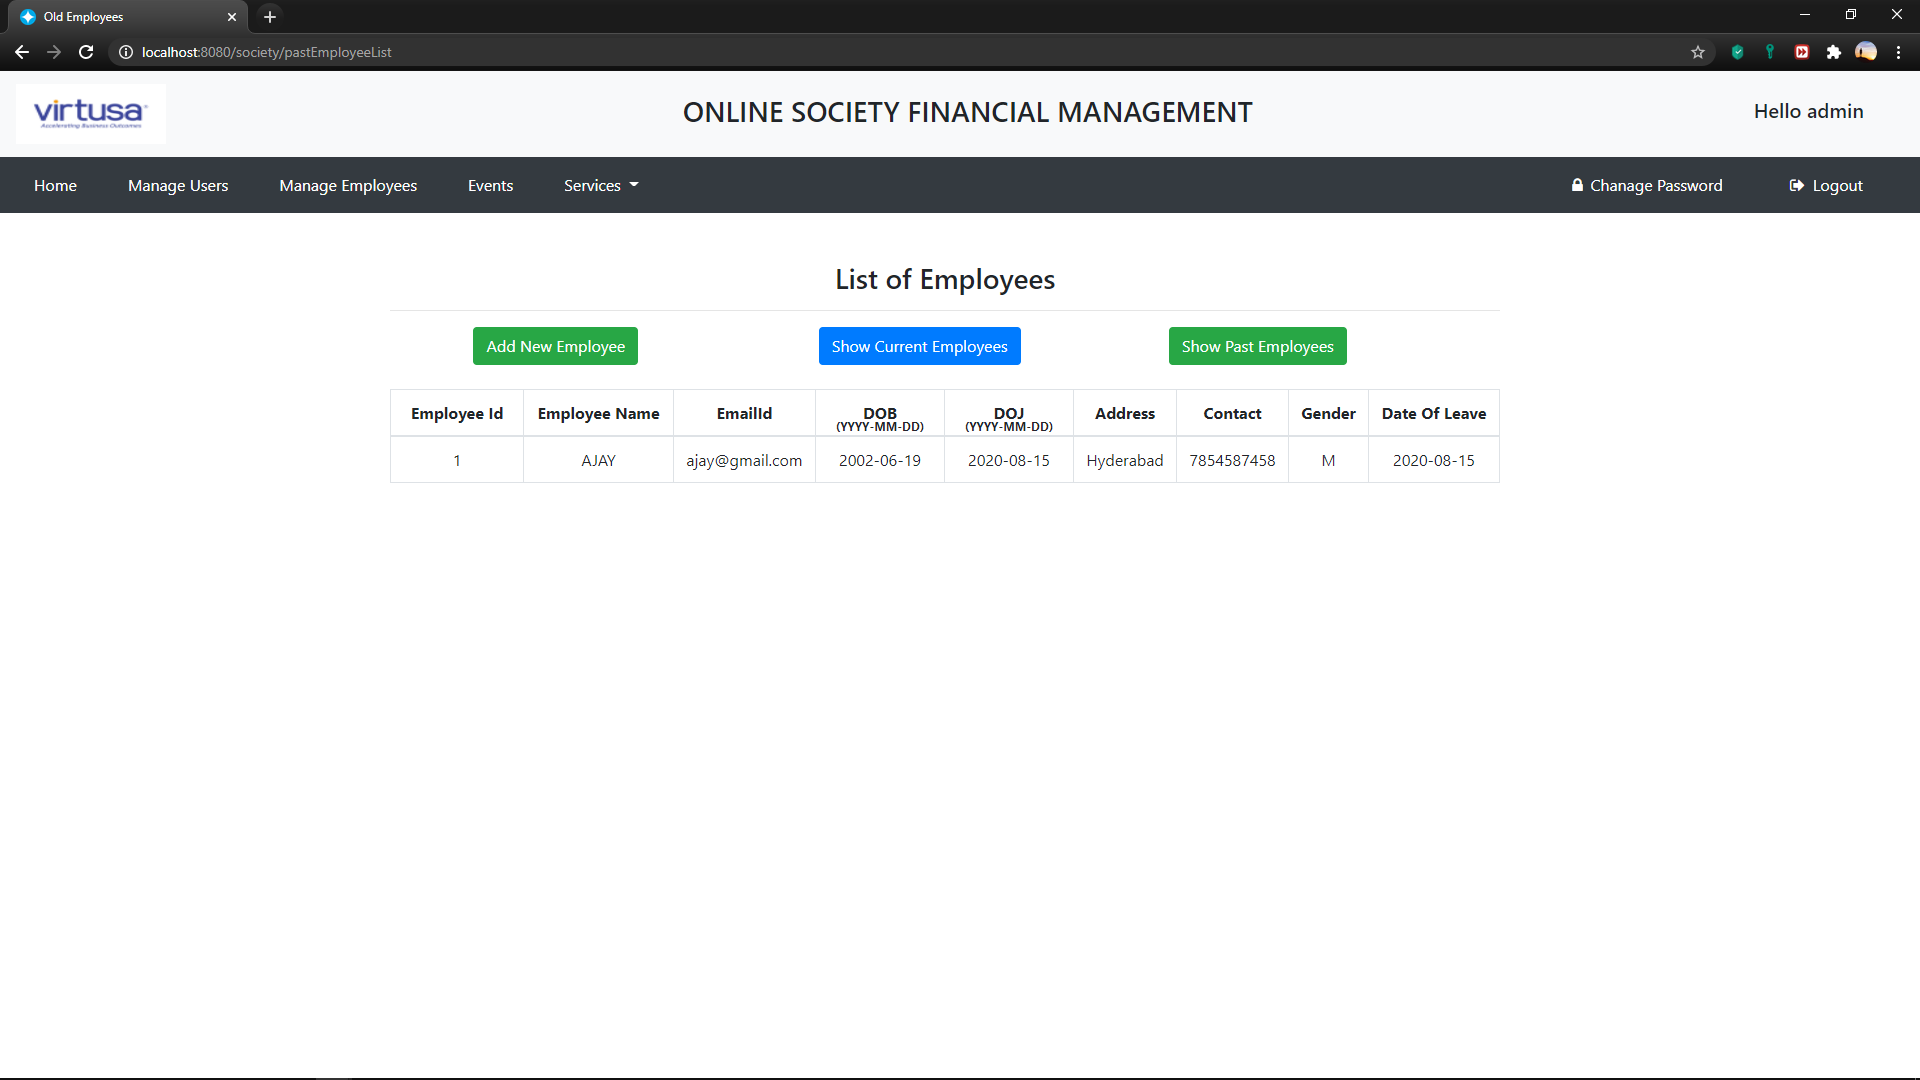 Old Employees
localhost:8080/society/pastEmployeeList
virtusa
Accelerating Business Outcomes
ONLINE SOCIETY FINANCIAL MANAGEMENT
Hello admin
Home Manage Users Manage Employees Events Services Chanage Password Logout
List of Employees
Add New Employee Show Current Employees Show Past Employees
Employee Id Employee Name EmailId DOB DOJ Address Contact Gender Date Of Leave
(YYYY-MM-DD) (YYYY-MM-DD)
1 AJAY ajay@gmail.com 2002-06-19 2020-08-15 Hyderabad 7854587458 M 2020-08-15